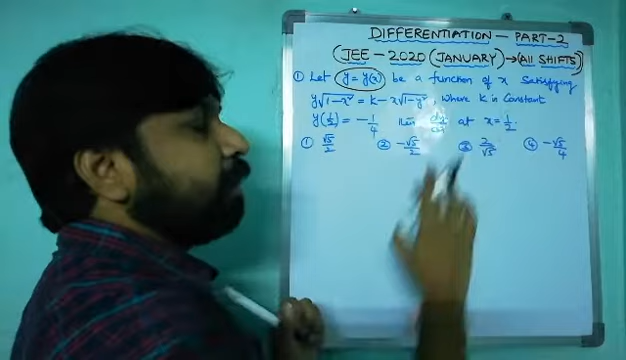 DIFFERENTIATION - PART-2
(JEE-2020 (JANUARY) → (All SHIFTS)
① Let y = y(x) be a function of x satisfying
y√1-x² = k - x√1-y², where k is constant
y(1/2) = -1/4 then dy/dx at x = 1/2
① √5/2 ② -√5/2 ③ 2/√5 ④ -√5/4